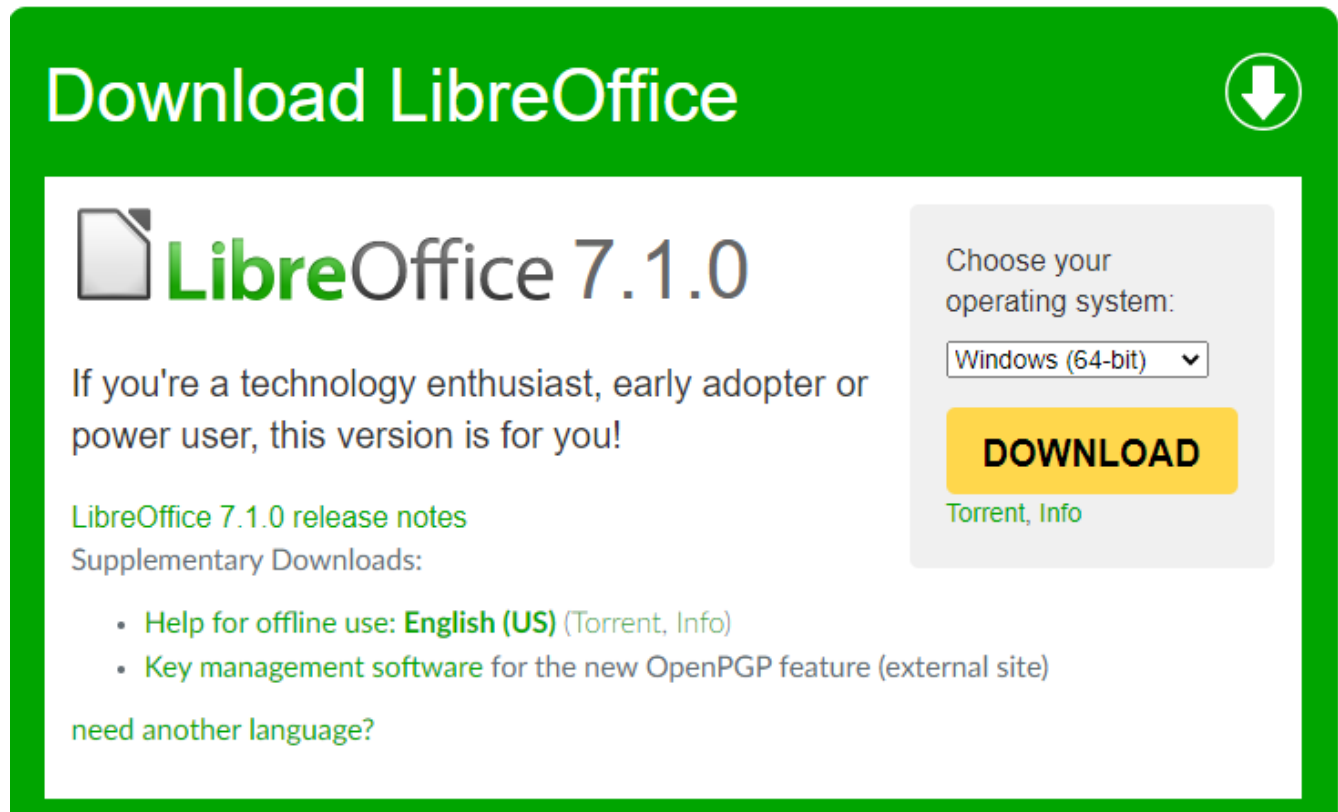 Download LibreOffice
LibreOffice 7.1.0
If you're a technology enthusiast, early adopter or
power user, this version is for you!
LibreOffice 7.1.0 release notes
Supplementary Downloads:
• Help for offline use: English (US) (Torrent, Info)
• Key management software for the new OpenPGP feature (external site)
need another language?
Choose your
operating system:
Windows (64-bit)
DOWNLOAD
Torrent, Info